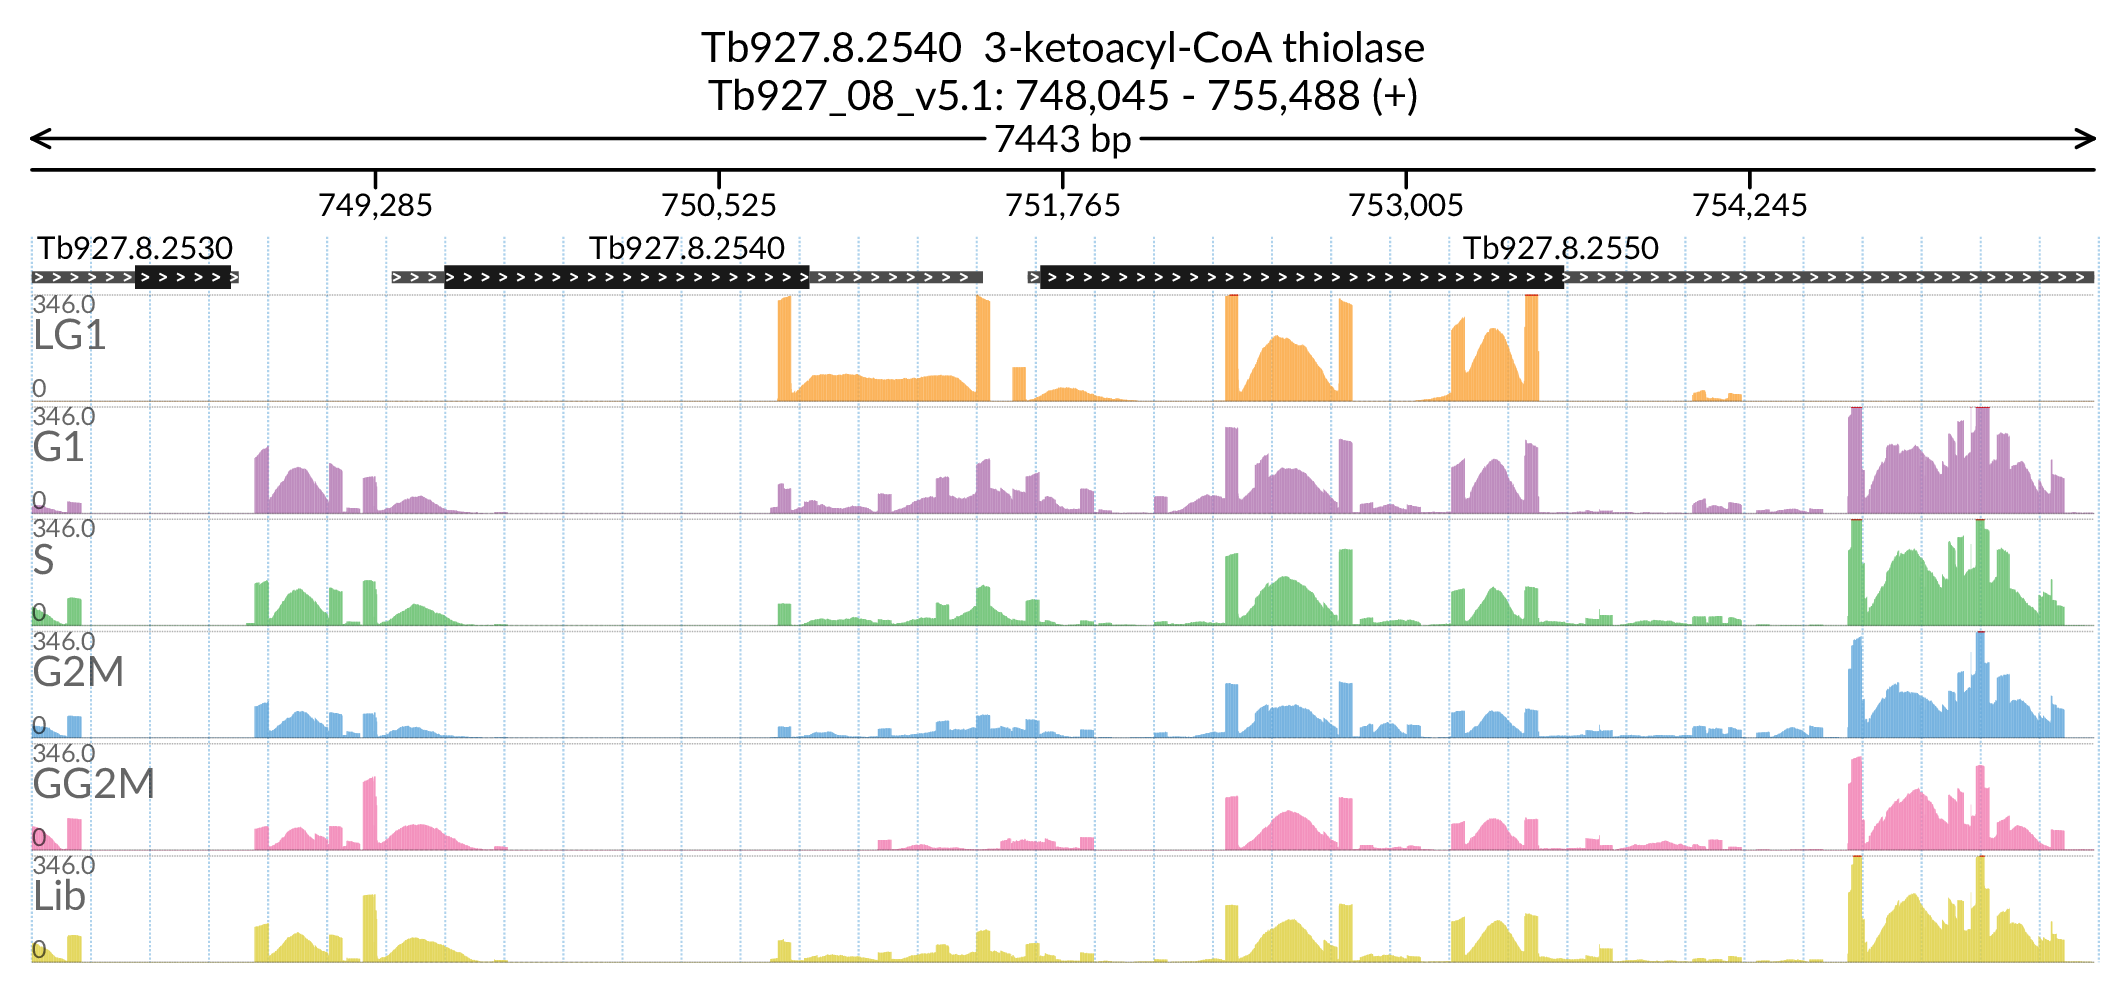 Tb927.8.2540  3-ketoacyl-CoA thiolase
Tb927_08_v5.1: 748,045 - 755,488 (+)
7443 bp
749,285 750,525 751,765 753,005 754,245
Tb927.8.2530 Tb927.8.2540 Tb927.8.2550
346.0
LG1
0
346.0
G1
0
346.0
S
0
346.0
G2M
0
346.0
GG2M
0
346.0
Lib
0